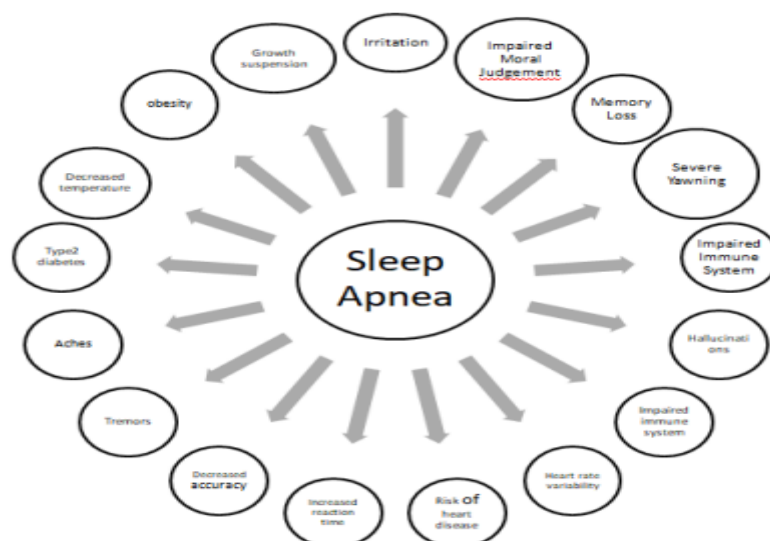 Sleep
Apnea
Irritation
Impaired
Moral
Judgement
Memory
Loss
Severe
Yawning
Impaired
Immune
System
Hallucinati
ons
Impaired
immune
system
Heart rate
variability
Risk of
heart
disease
Increased
reaction
time
Decreased
accuracy
Tremors
Aches
Type2
diabetes
Decreased
temperature
obesity
Growth
suspension